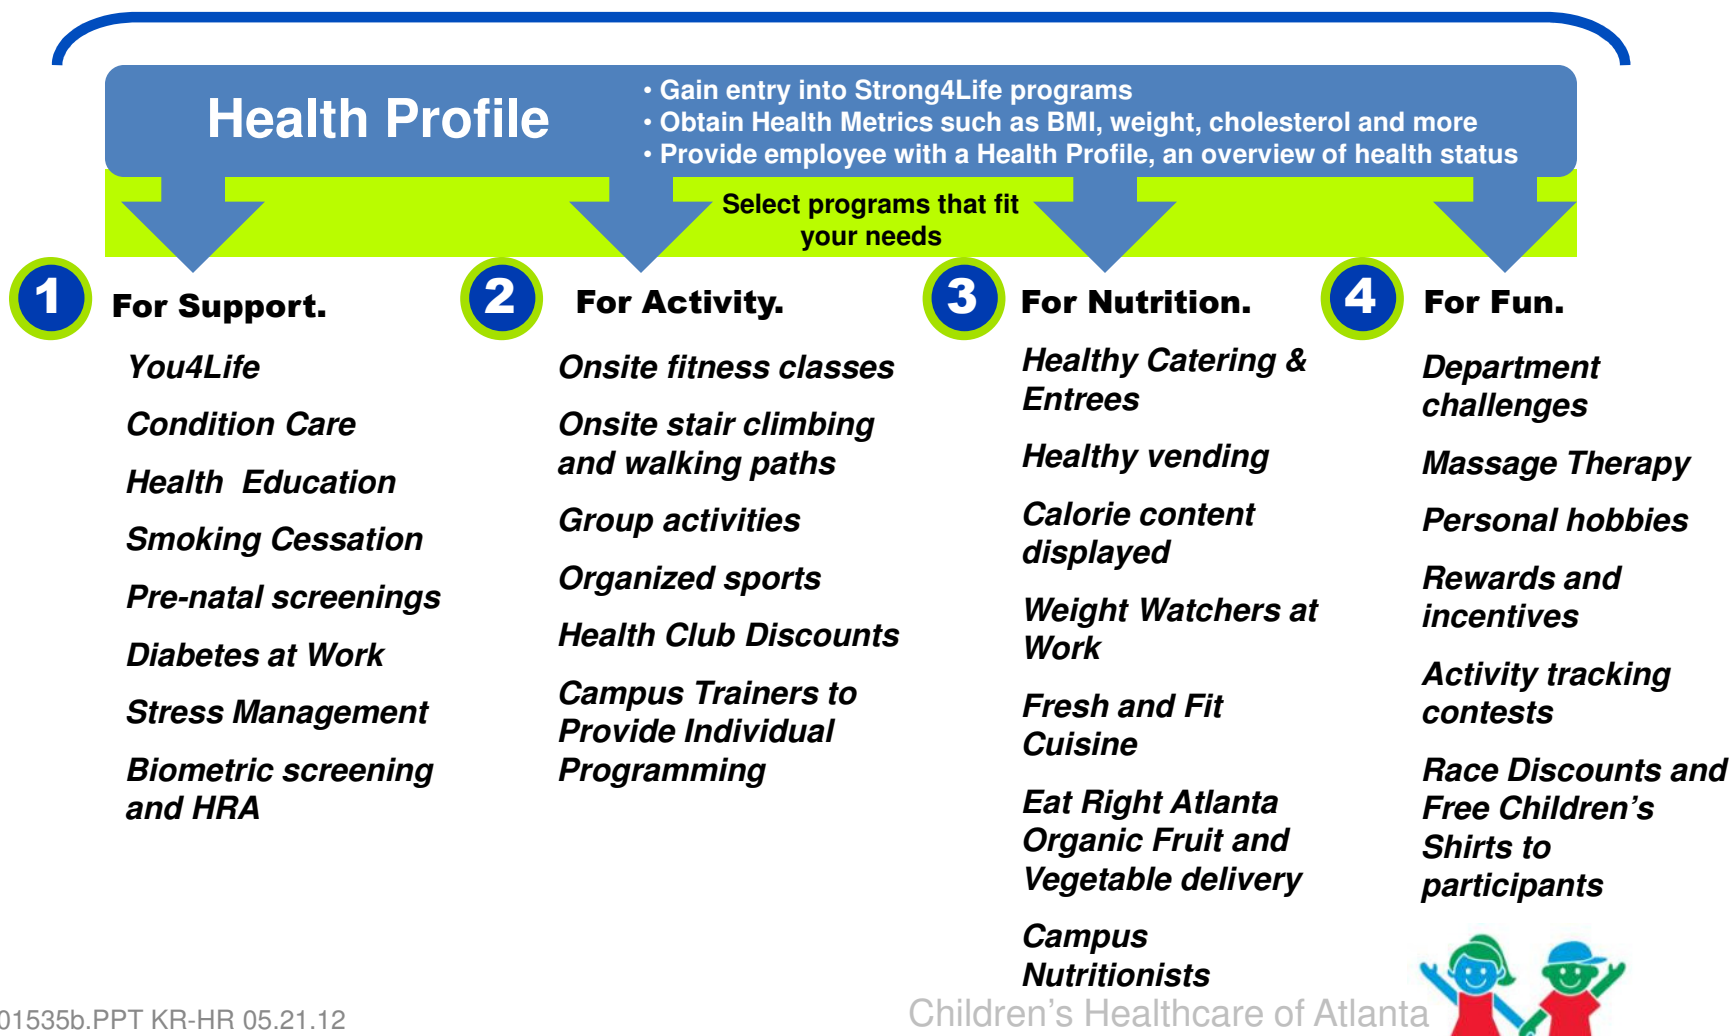 Health Profile
• Gain entry into Strong4Life programs
• Obtain Health Metrics such as BMI, weight, cholesterol and more
• Provide employee with a Health Profile, an overview of health status
Select programs that fit
your needs
1
For Support.
You4Life
Condition Care
Health Education
Smoking Cessation
Pre-natal screenings
Diabetes at Work
Stress Management
Biometric screening
and HRA
2
For Activity.
Onsite fitness classes
Onsite stair climbing
and walking paths
Group activities
Organized sports
Health Club Discounts
Campus Trainers to
Provide Individual
Programming
3
For Nutrition.
Healthy Catering &
Entrees
Healthy vending
Calorie content
displayed
Weight Watchers at
Work
Fresh and Fit
Cuisine
Eat Right Atlanta
Organic Fruit and
Vegetable delivery
Campus
Nutritionists
4
For Fun.
Department
challenges
Massage Therapy
Personal hobbies
Rewards and
incentives
Activity tracking
contests
Race Discounts and
Free Children's
Shirts to
participants
01535b.PPT KR-HR 05.21.12
Children's Healthcare of Atlanta